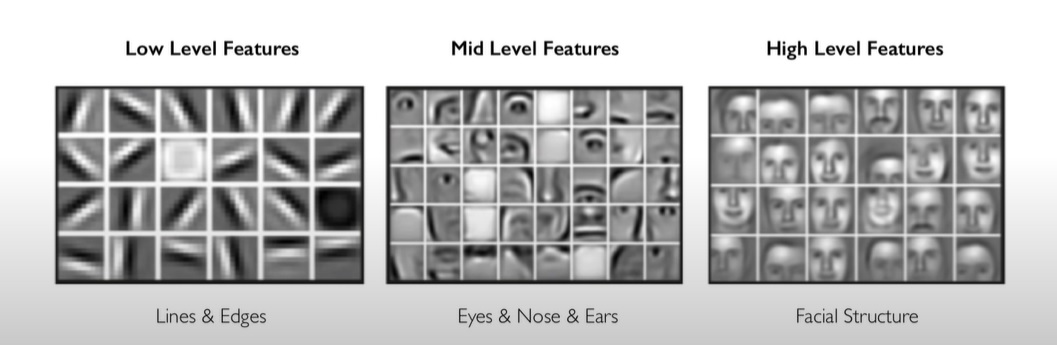 Low Level Features
Mid Level Features
High Level Features
Lines & Edges
Eyes & Nose & Ears
Facial Structure